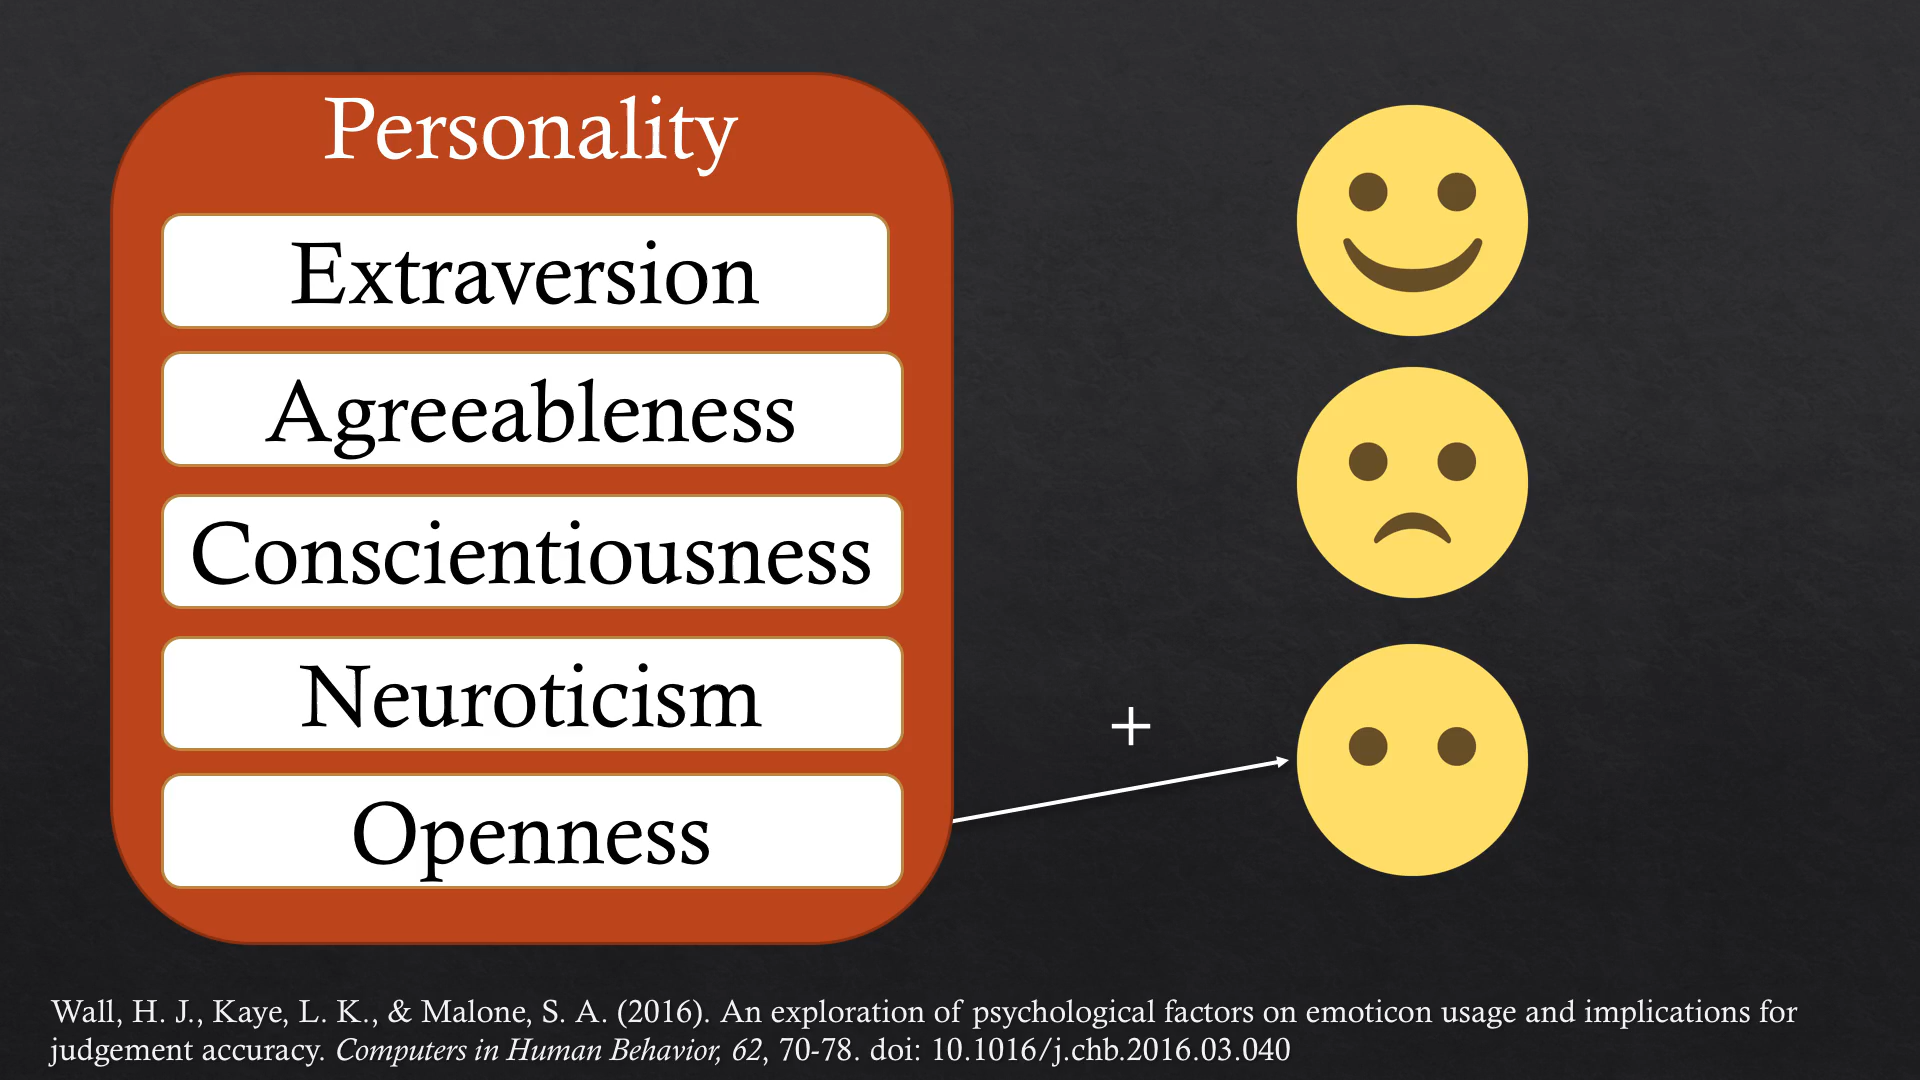 Personality
Extraversion
Agreeableness
Conscientiousness
Neuroticism
+
Openness
Wall, H. J., Kaye, L. K., & Malone, S. A. (2016). An exploration of psychological factors on emoticon usage and implications for
judgement accuracy. Computers in Human Behavior, 62, 70-78. doi: 10.1016/j.chb.2016.03.040